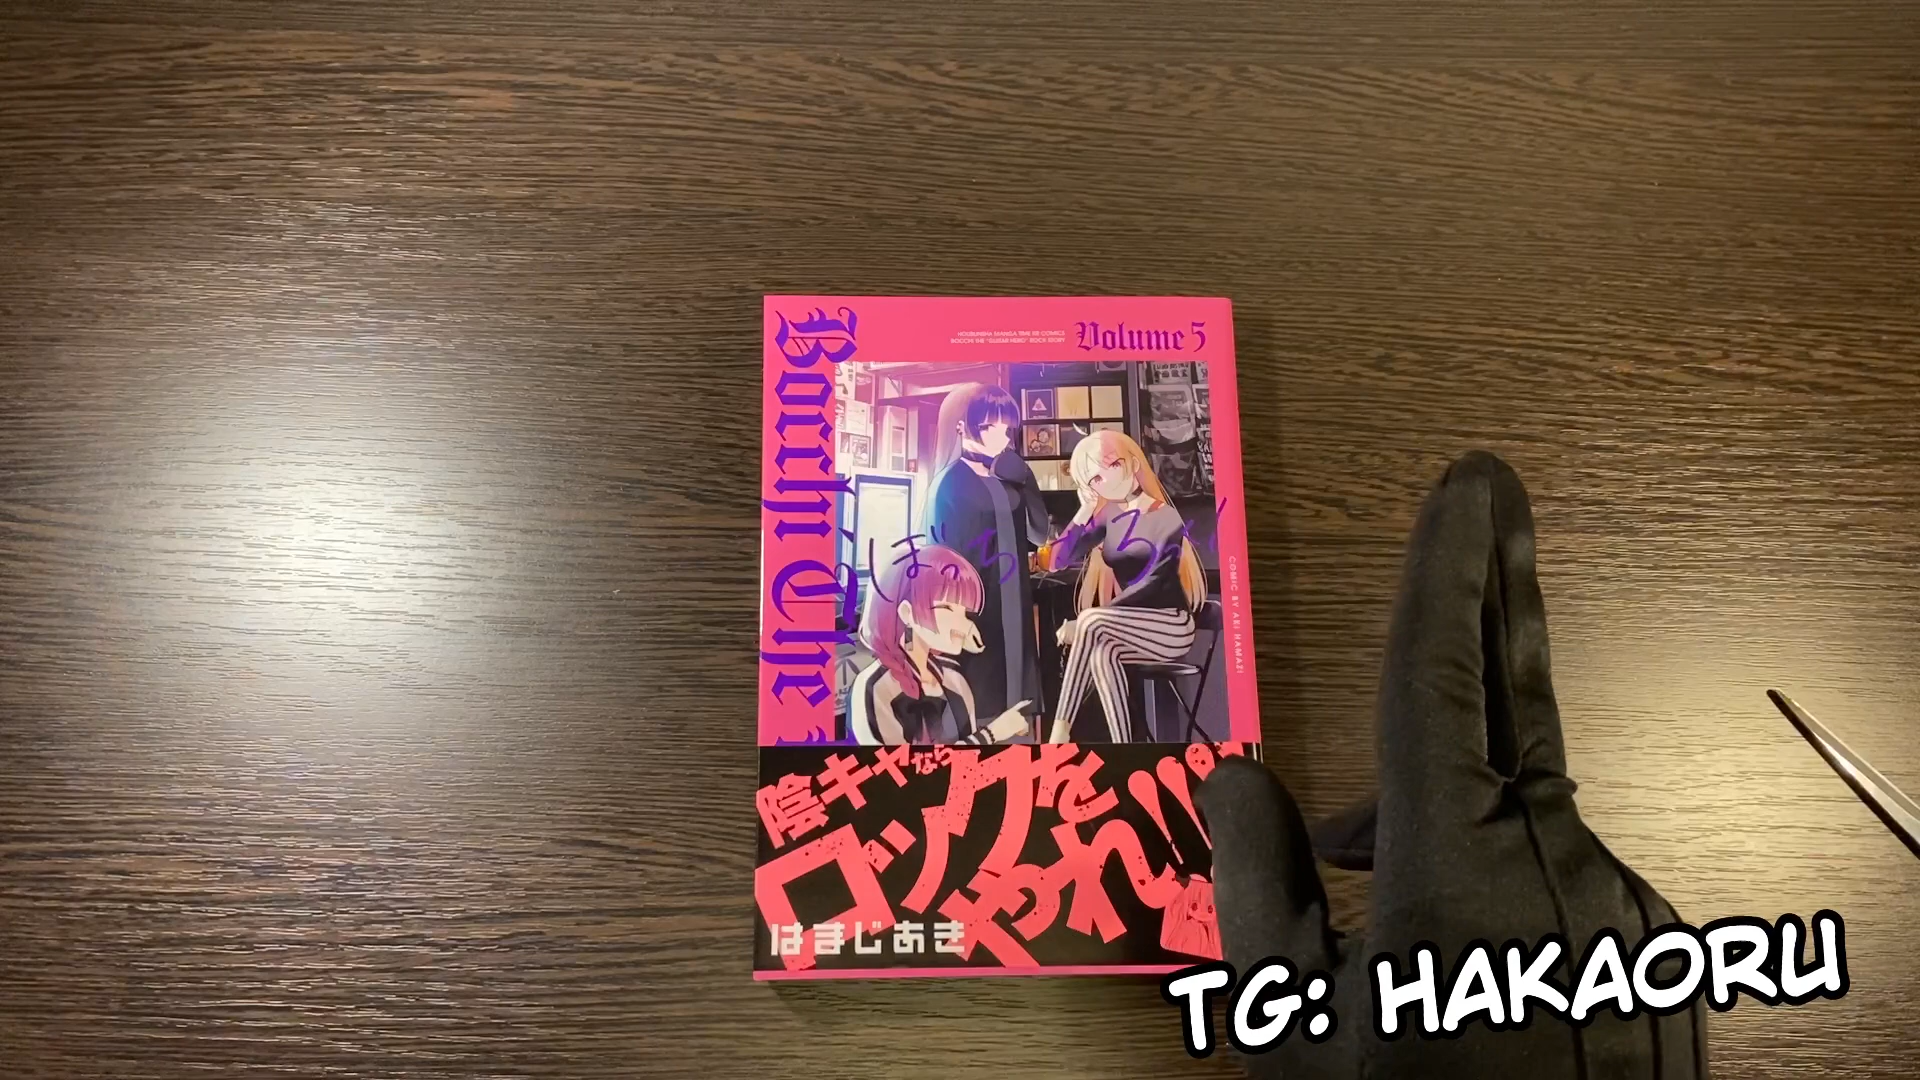 Bocchi The
HOUBUNSHA MANGA TIME KR COMICS
BOCCHI THE "GUITAR HERO" ROCK STORY
Volume 5
ぼっち・ざ・ろっく!
COMIC BY AKI HAMAZI
陰キャなら
ロックを
やれ!!!
はまじあき
TG: HAKAORU